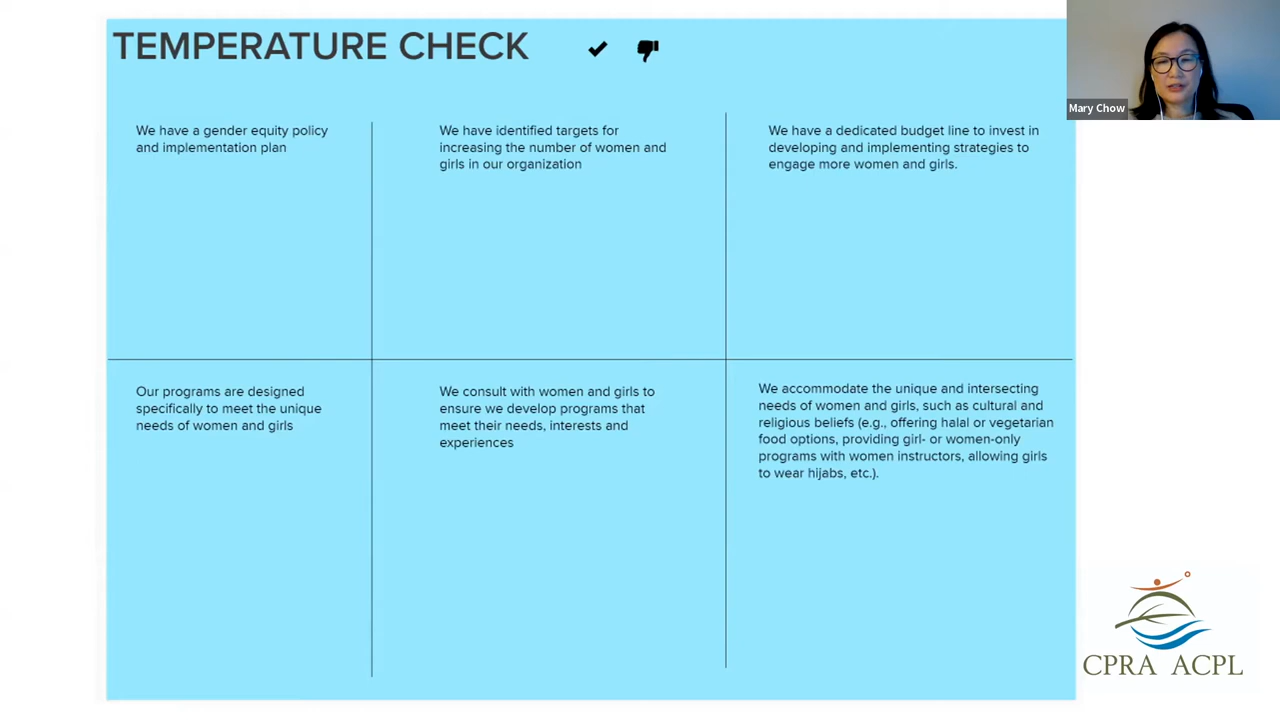 TEMPERATURE CHECK
Mary Chow
We have a gender equity policy
and implementation plan
We have identified targets for
increasing the number of women and
girls in our organization
We have a dedicated budget line to invest in
developing and implementing strategies to
engage more women and girls.
Our programs are designed
specifically to meet the unique
needs of women and girls
We consult with women and girls to
ensure we develop programs that
meet their needs, interests and
experiences
We accommodate the unique and intersecting
needs of women and girls, such as cultural and
religious beliefs (e.g., offering halal or vegetarian
food options, providing girl- or women-only
programs with women instructors, allowing girls
to wear hijabs, etc.).
CPRA ACPL